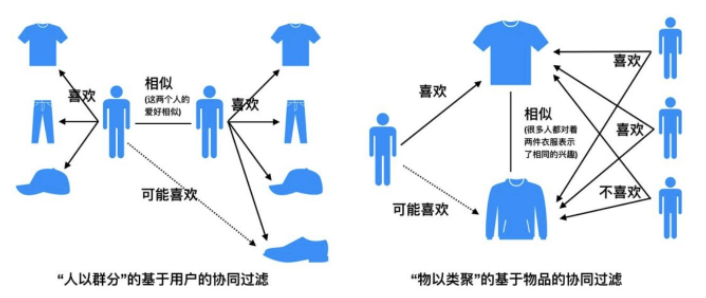 喜欢
相似
(这两个人的
爱好相似)
喜欢
可能喜欢
“人以群分”的基于用户的协同过滤
喜欢
喜欢
相似
(很多人都对着
两件衣服表示
了相同的兴趣)
喜欢
不喜欢
可能喜欢
“物以类聚”的基于物品的协同过滤